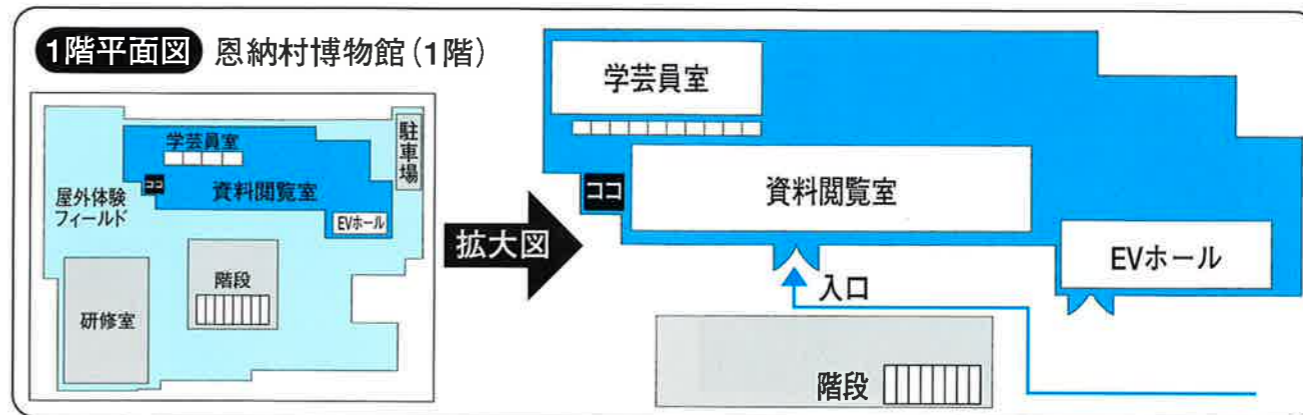 1階平面図 恩納村博物館(1階)
学芸員室
駐車場
ココ
資料閲覧室
屋外体験
フィールド
EVホール
階段
研修室
拡大図
学芸員室
ココ
資料閲覧室
EVホール
入口
階段